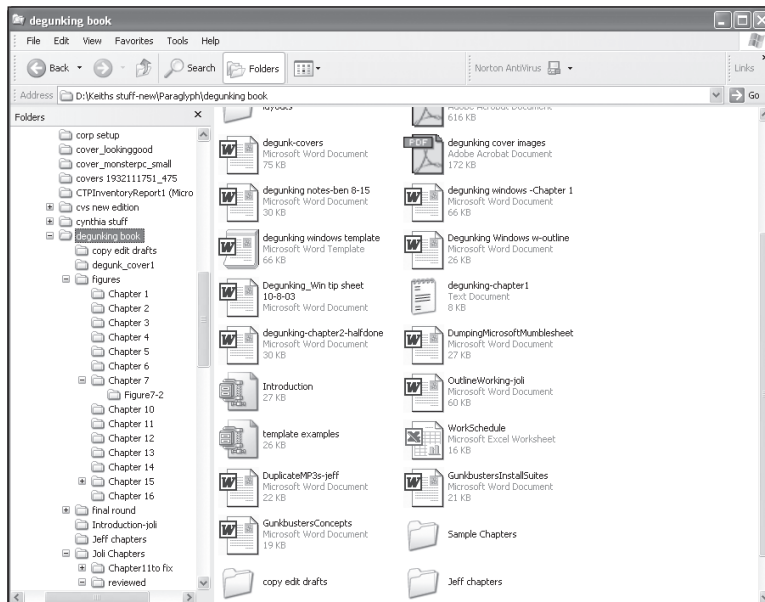 degunking book
File Edit View Favorites Tools Help
Back Search Folders Norton AntiVirus Links
Address D:\Keiths stuff-new\Paraglyph\degunking book Go
Folders
corp setup
cover_lookinggood
cover_monsterpc_small
covers 1932111751_475
CTPInventoryReport1 (Micro
cvs new edition
cynthia stuff
degunking book
copy edit drafts
degunk_cover1
figures
Chapter 1
Chapter 2
Chapter 3
Chapter 4
Chapter 5
Chapter 6
Chapter 7
Figure7-2
Chapter 10
Chapter 11
Chapter 12
Chapter 13
Chapter 14
Chapter 15
Chapter 16
final round
Introduction-joli
Jeff chapters
Joli Chapters
Chapter11to fix
reviewed
layouts
Adobe Acrobat Document
616 KB
degunk-covers
Microsoft Word Document
75 KB
PDF
degunking cover images
Adobe Acrobat Document
172 KB
degunking notes-ben 8-15
Microsoft Word Document
30 KB
degunking windows -Chapter 1
Microsoft Word Document
66 KB
degunking windows template
Microsoft Word Template
66 KB
Degunking Windows w-outline
Microsoft Word Document
26 KB
Degunking_Win tip sheet
10-8-03
Microsoft Word Document
degunking-chapter1
Text Document
8 KB
degunking-chapter2-halfdone
Microsoft Word Document
30 KB
DumpingMicrosoftMumblesheet
Microsoft Word Document
27 KB
Introduction
27 KB
OutlineWorking-joli
Microsoft Word Document
60 KB
template examples
26 KB
WorkSchedule
Microsoft Excel Worksheet
16 KB
DuplicateMP3s-jeff
Microsoft Word Document
22 KB
GunkbustersInstallSuites
Microsoft Word Document
21 KB
GunkbustersConcepts
Microsoft Word Document
19 KB
Sample Chapters
copy edit drafts
Jeff chapters